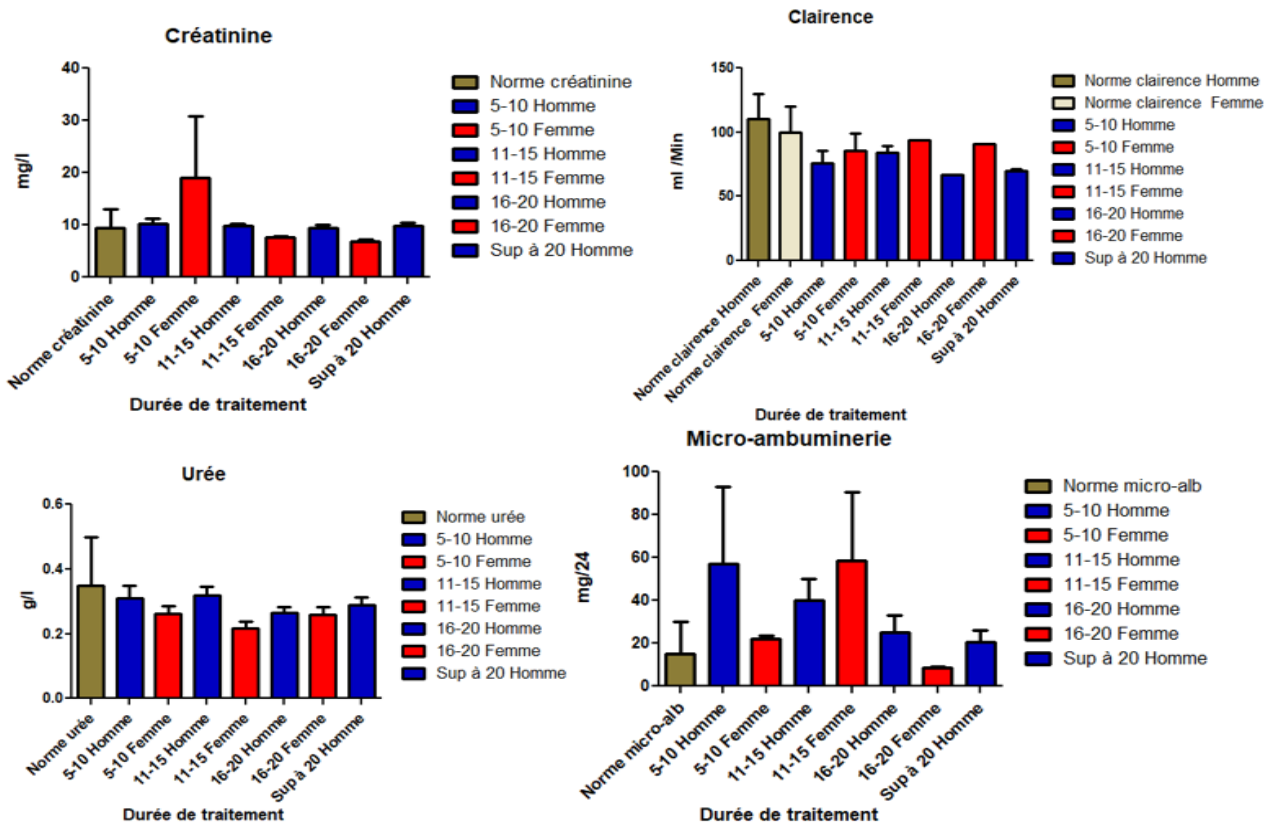 Créatinine
40
30
20
10
0
mg/l
Norme créatinine
5-10 Homme
5-10 Femme
11-15 Homme
11-15 Femme
16-20 Homme
16-20 Femme
Sup à 20 Homme
Durée de traitement
Norme créatinine
5-10 Homme
5-10 Femme
11-15 Homme
11-15 Femme
16-20 Homme
16-20 Femme
Sup à 20 Homme
Clairence
150
100
50
0
ml /Min
Norme clairence Homme
Norme clairence Femme
5-10 Homme
5-10 Femme
11-15 Homme
11-15 Femme
16-20 Homme
16-20 Femme
Sup à 20 Homme
Durée de traitement
Norme clairence Homme
Norme clairence Femme
5-10 Homme
5-10 Femme
11-15 Homme
11-15 Femme
16-20 Homme
16-20 Femme
Sup à 20 Homme
Urée
0.6
0.4
0.2
0.0
g/l
Norme urée
5-10 Homme
5-10 Femme
11-15 Homme
11-15 Femme
16-20 Homme
16-20 Femme
Sup à 20 Homme
Durée de traitement
Norme urée
5-10 Homme
5-10 Femme
11-15 Homme
11-15 Femme
16-20 Homme
16-20 Femme
Sup à 20 Homme
Micro-ambuminerie
100
80
60
40
20
0
mg/24
Norme micro-alb
5-10 Homme
5-10 Femme
11-15 Homme
11-15 Femme
16-20 Homme
16-20 Femme
Sup à 20 Homme
Durée de traitement
Norme micro-alb
5-10 Homme
5-10 Femme
11-15 Homme
11-15 Femme
16-20 Homme
16-20 Femme
Sup à 20 Homme